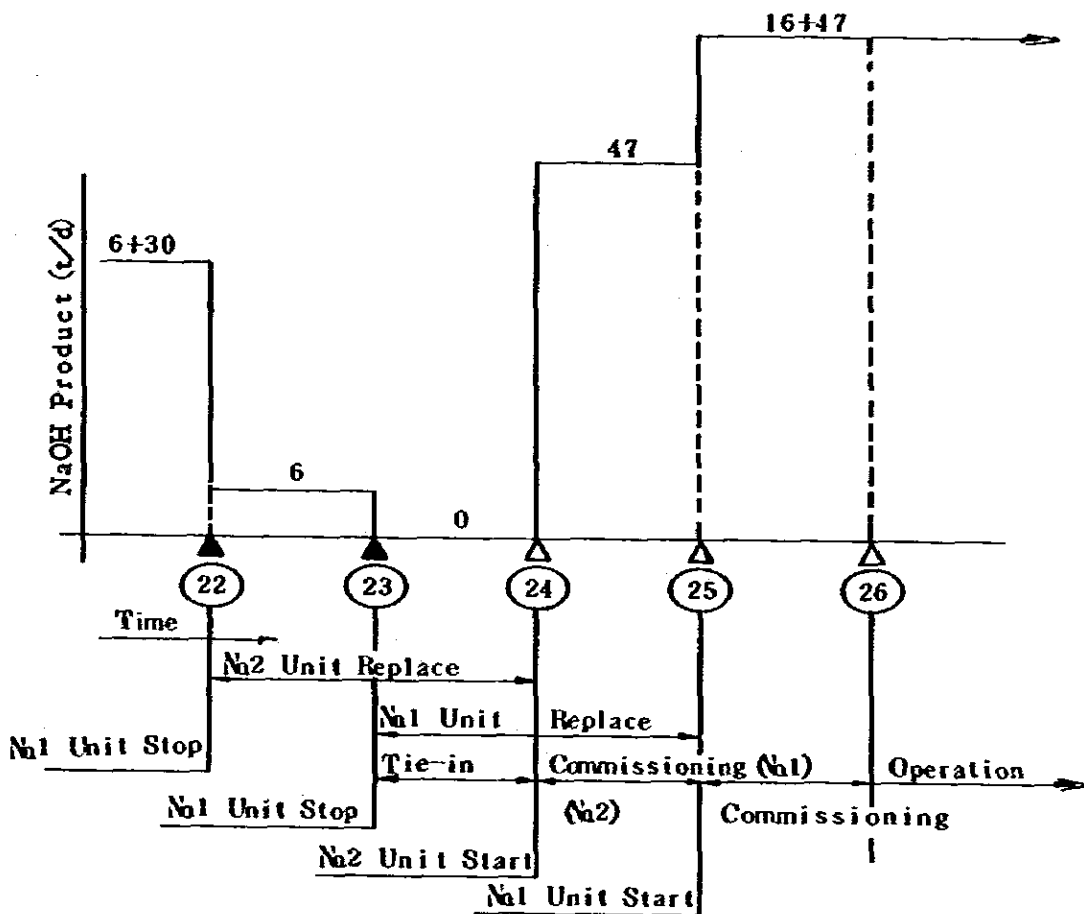 16+47
47
6+30
NaOH Product (t/d)
6
0
22 23 24 25 26
Time
№2 Unit Replace
№1 Unit Replace
№1 Unit Stop
Tie-in Commissioning (№1) Operation
(№2) Commissioning
№1 Unit Stop
№2 Unit Start
№1 Unit Start